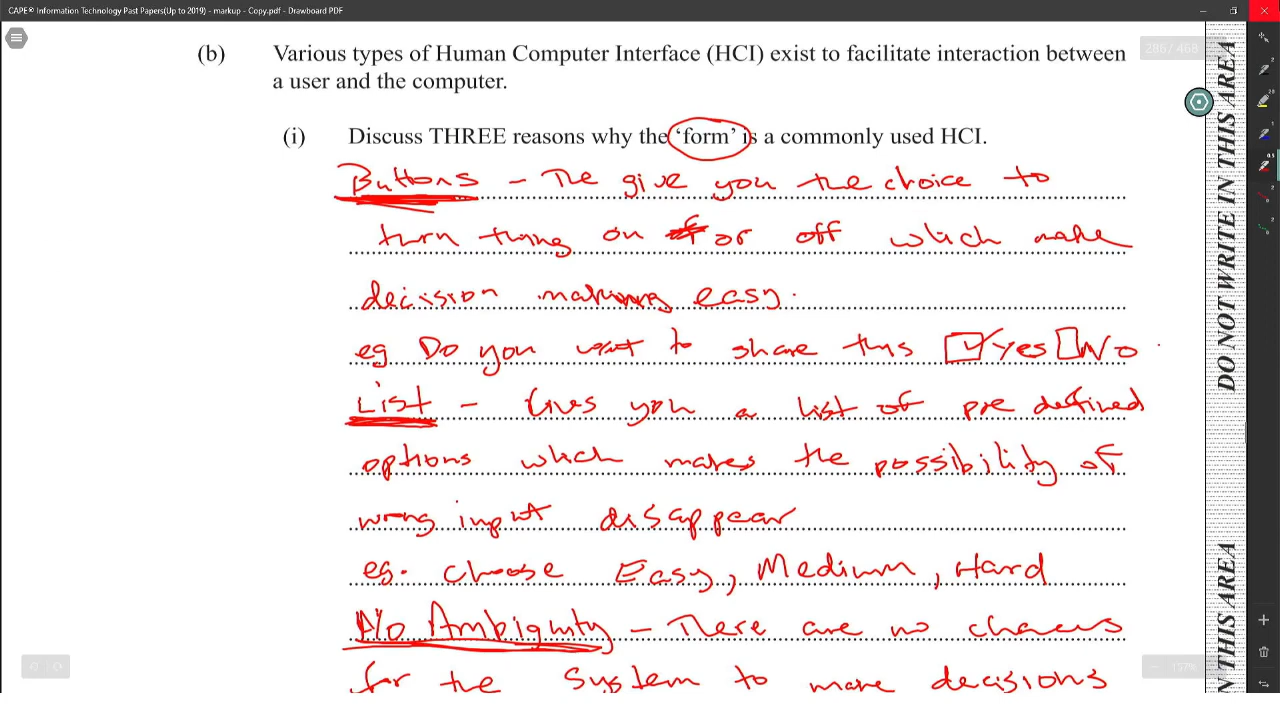 CAPE® Information Technology Past Papers(Up to 2019) - markup - Copy.pdf - Drawboard PDF
286 / 468
(b) Various types of Human Computer Interface (HCI) exist to facilitate interaction between
a user and the computer.
(i) Discuss THREE reasons why the 'form' is a commonly used HCI.
Buttons - The give you the choice to
turn thing on or off which make
decision making easy.
eg. Do you want to share this Yes No
List - Gives you a list of pre defined
options which makes the possibility of
wrong input disappear
eg. choose Easy, Medium, Hard
No Ambiguity - There are no chances
for the system to make decisions
157%
DO NOT WRITE IN THIS AREA
N THIS AREA